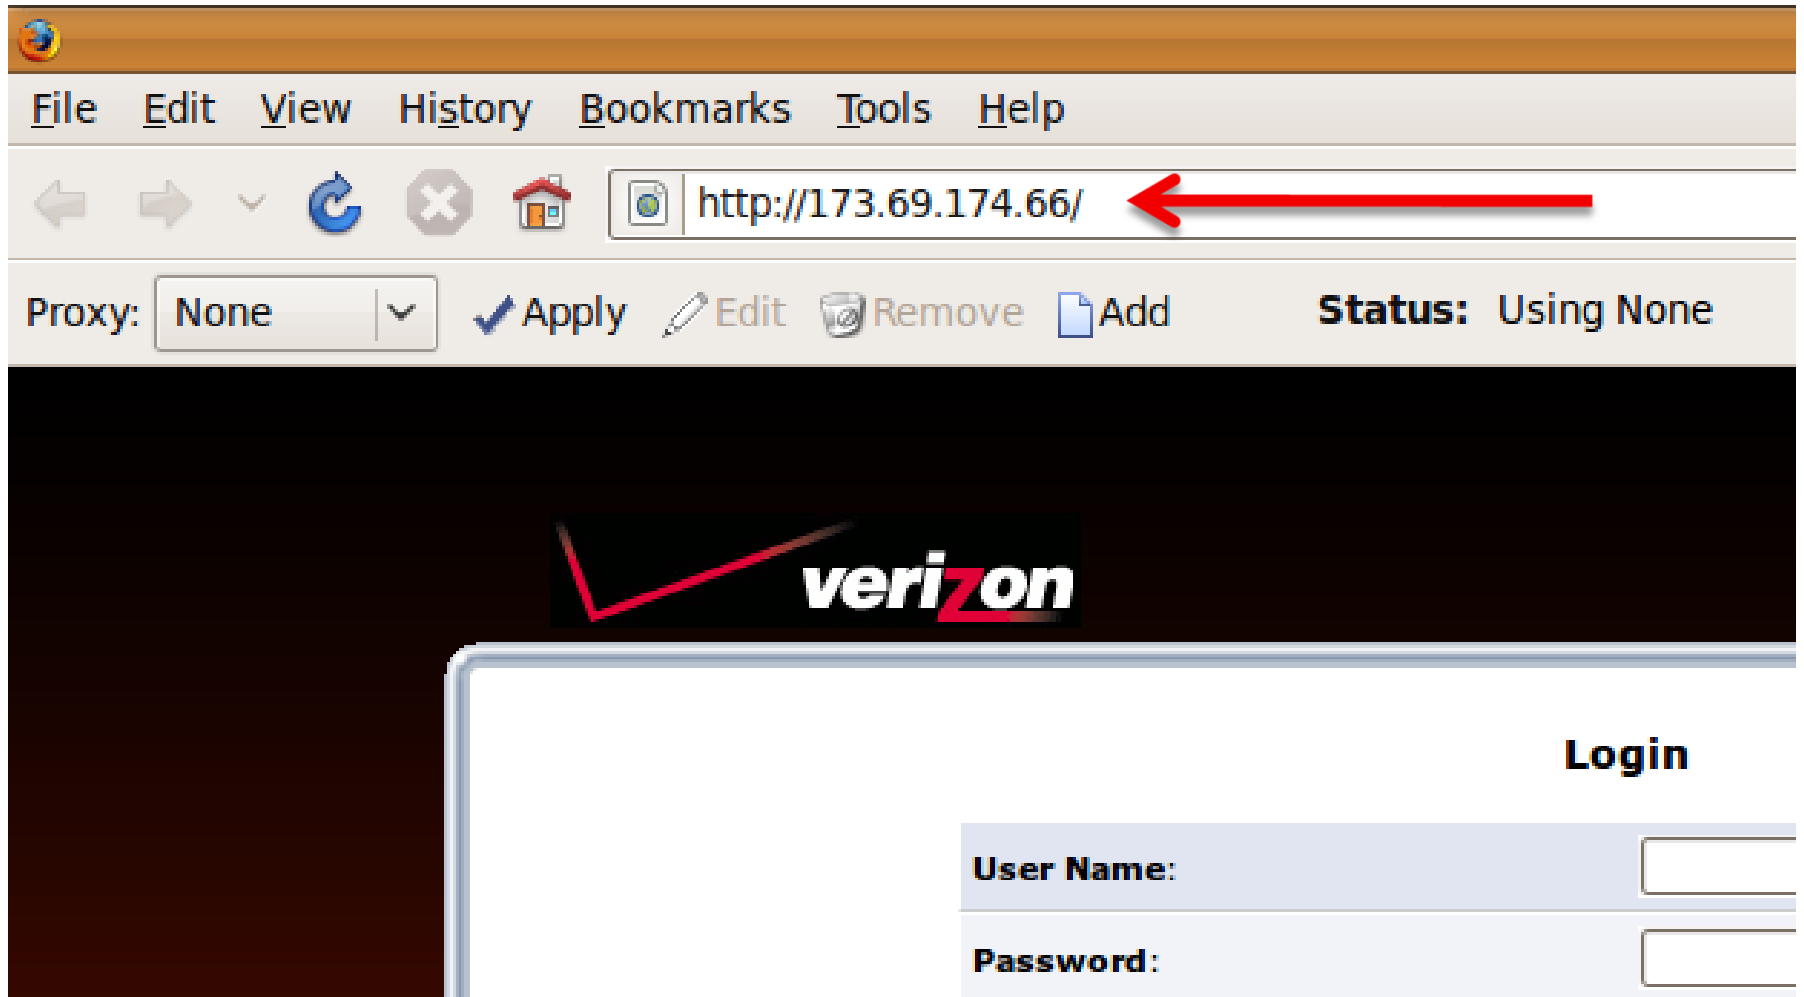 File Edit View History Bookmarks Tools Help
http://173.69.174.66/
Proxy: None Apply Edit Remove Add Status: Using None
verizon
Login
User Name:
Password: